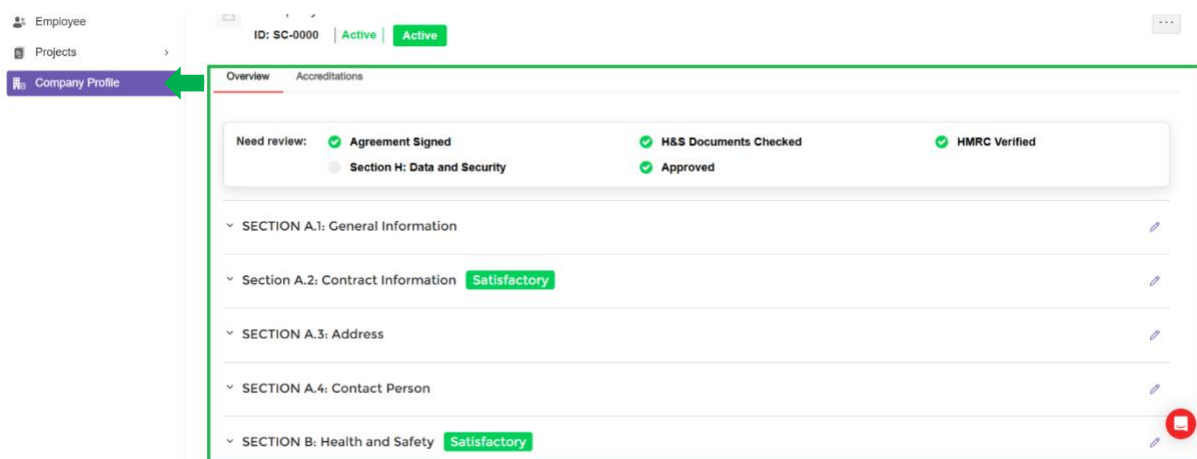 Employee
Projects
Company Profile
ID: SC-0000 Active Active
Overview Accreditations
Need review: Agreement Signed H&S Documents Checked HMRC Verified
Section H: Data and Security Approved
SECTION A.1: General Information
Section A.2: Contract Information Satisfactory
SECTION A.3: Address
SECTION A.4: Contact Person
SECTION B: Health and Safety Satisfactory